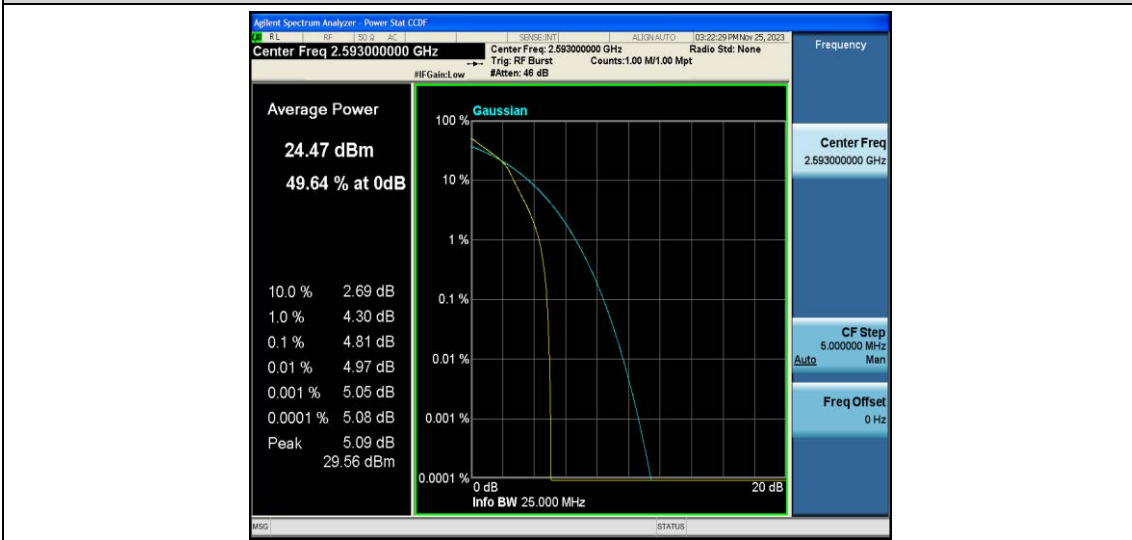 Agilent Spectrum Analyzer - Power Stat CCDF
RL RF 50 Ω AC SENSE:INT ALIGN AUTO 03:22:29 PM Nov 25, 2023
Center Freq 2.593000000 GHz
Center Freq: 2.593000000 GHz Radio Std: None
Trig: RF Burst Counts:1.00 M/1.00 Mpt
#IFGain:Low #Atten: 46 dB
Frequency
Average Power
24.47 dBm
49.64 % at 0dB
10.0 % 2.69 dB
1.0 % 4.30 dB
0.1 % 4.81 dB
0.01 % 4.97 dB
0.001 % 5.05 dB
0.0001 % 5.08 dB
Peak 5.09 dB
29.56 dBm
Gaussian
100 %
10 %
1 %
0.1 %
0.01 %
0.001 %
0.0001 %
0 dB 20 dB
Info BW 25.000 MHz
Center Freq
2.593000000 GHz
CF Step
5.000000 MHz
Auto Man
Freq Offset
0 Hz
MSG STATUS